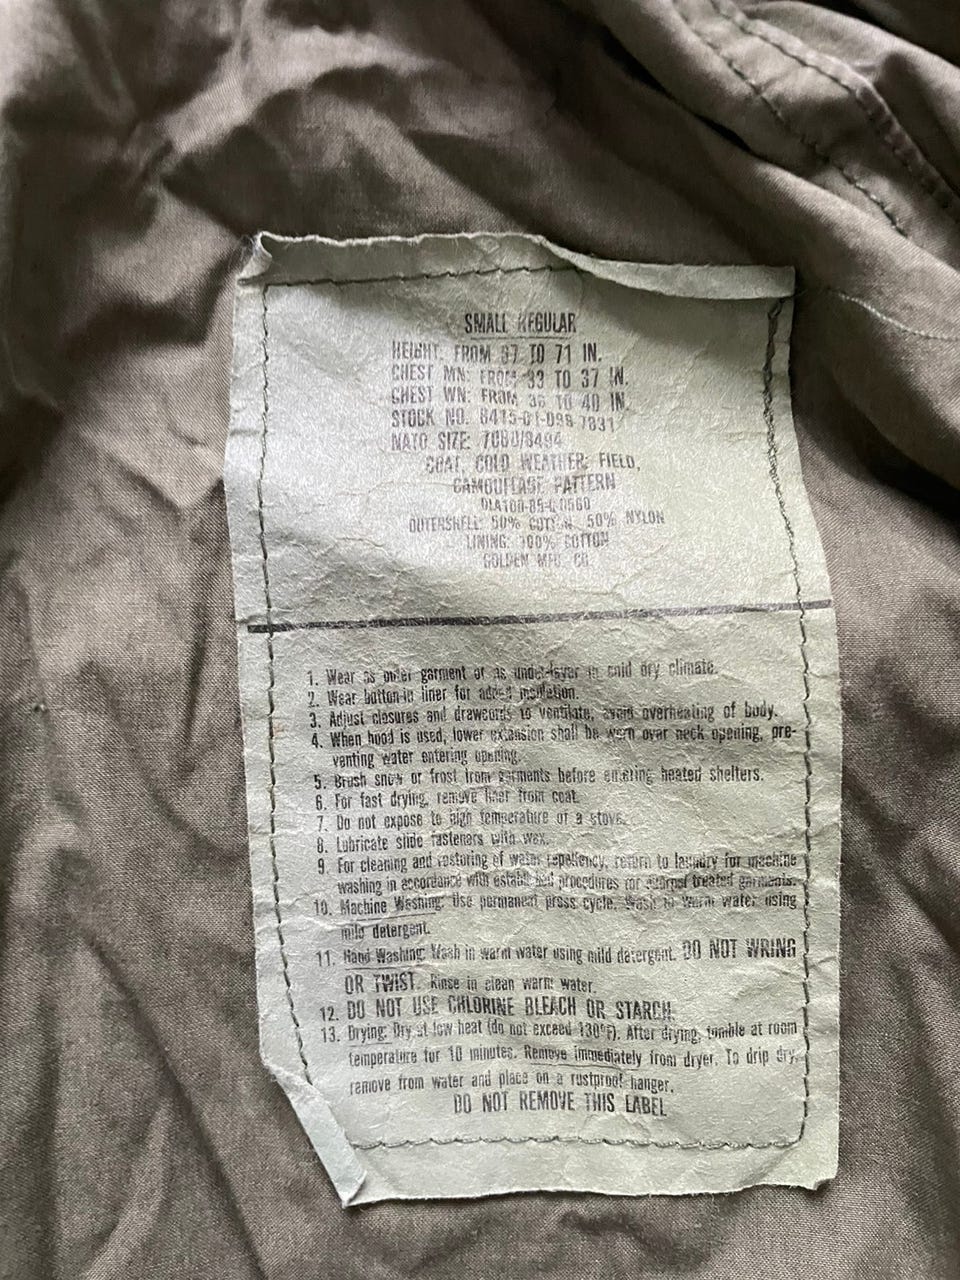 SMALL REGULAR
HEIGHT: FROM 67 TO 71 IN.
CHEST MN: FROM 33 TO 37 IN.
CHEST WN: FROM TO 40 IN.
STOCK NO. 8415-01-099-7831
NATO SIZE: 7080/8494
COAT, COLD WEATHER: FIELD,
CAMOUFLAGE PATTERN
OUTERSHELL: 50% COTTON, 50% NYLON
LINING: 100% COTTON
GOLDEN MFG. CO.
1. Wear as outer garment or as under-layer in cold dry climate.
2. Wear button-in liner for added insulation.
3. Adjust closures and drawcords to ventilate, avoid overheating of body.
4. When hood is used, lower extension shall be worn over neck opening, pre-
venting water entering opening.
5. Brush snow or frost from garments before entering heated shelters.
6. For fast drying, remove liner from coat.
7. Do not expose to high temperature of a stove.
8. Lubricate slide fasteners with wax.
9. For cleaning and restoring of water repellency, return to laundry for machine
washing in accordance with established procedures for quarpel treated garments.
10. Machine Washing: Use permanent press cycle. Wash in warm water using
mild detergent.
11. Hand Washing: Wash in warm water using mild detergent. DO NOT WRING
OR TWIST. Rinse in clean warm water.
12. DO NOT USE CHLORINE BLEACH OR STARCH.
13. Drying: Dry at low heat (do not exceed 130°F). After drying, tumble at room
temperature for 10 minutes. Remove immediately from dryer. To drip dry,
remove from water and place on a rustproof hanger.
DO NOT REMOVE THIS LABEL